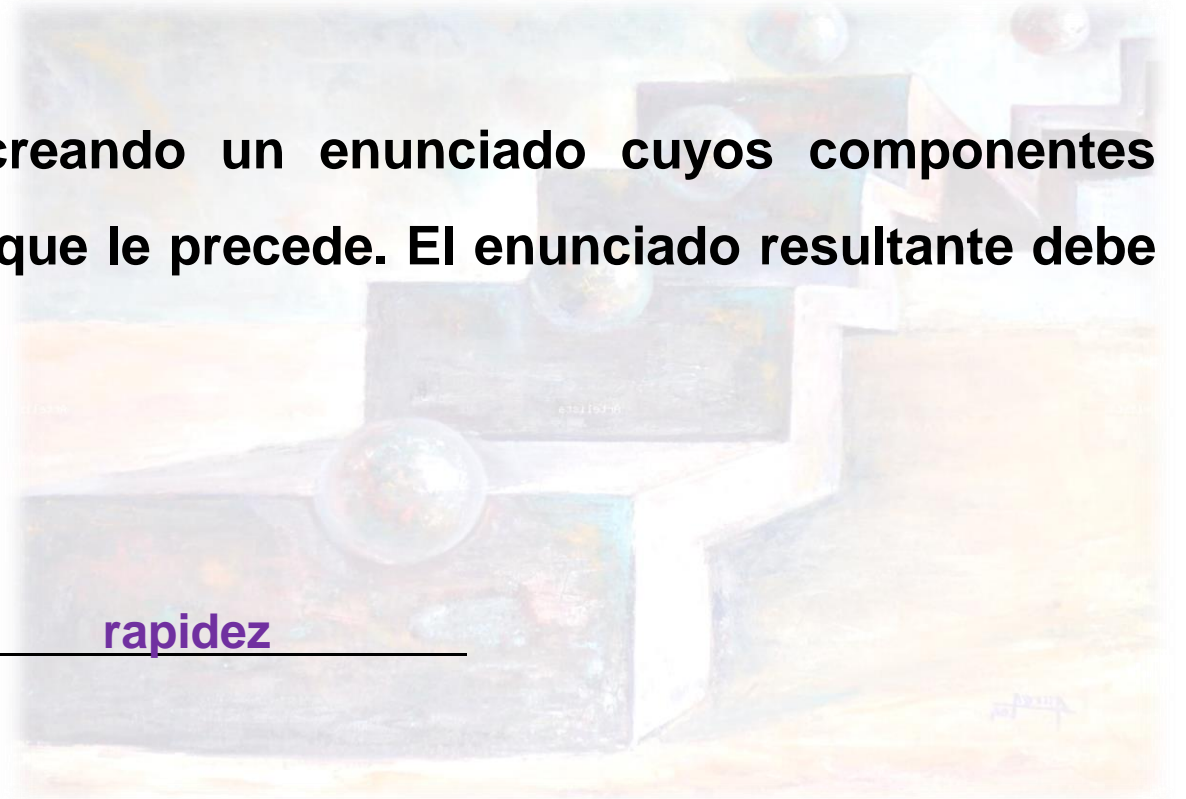 creando un enunciado cuyos componentes
que le precede. El enunciado resultante debe
rapidez